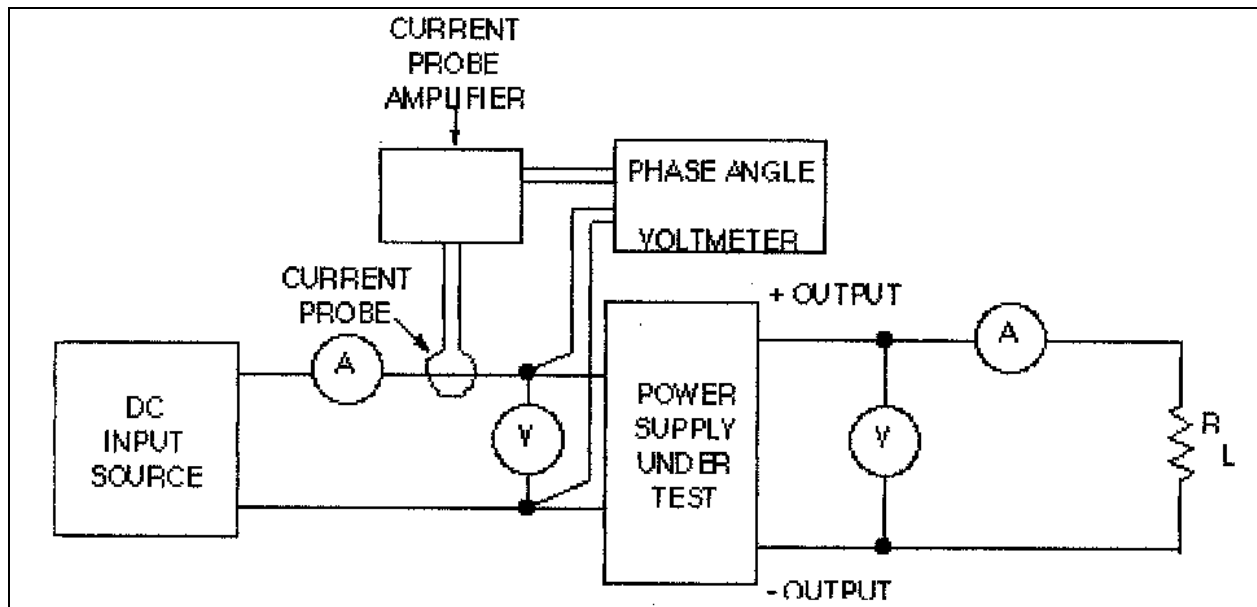 CURRENT
PROBE
AMPLIFIER
PHASE ANGLE
VOLTMETER
CURRENT
PROBE
+ OUTPUT
A
A
DC
INPUT
SOURCE
V
POWER
SUPPLY
UNDER
TEST
V
R
L
- OUTPUT